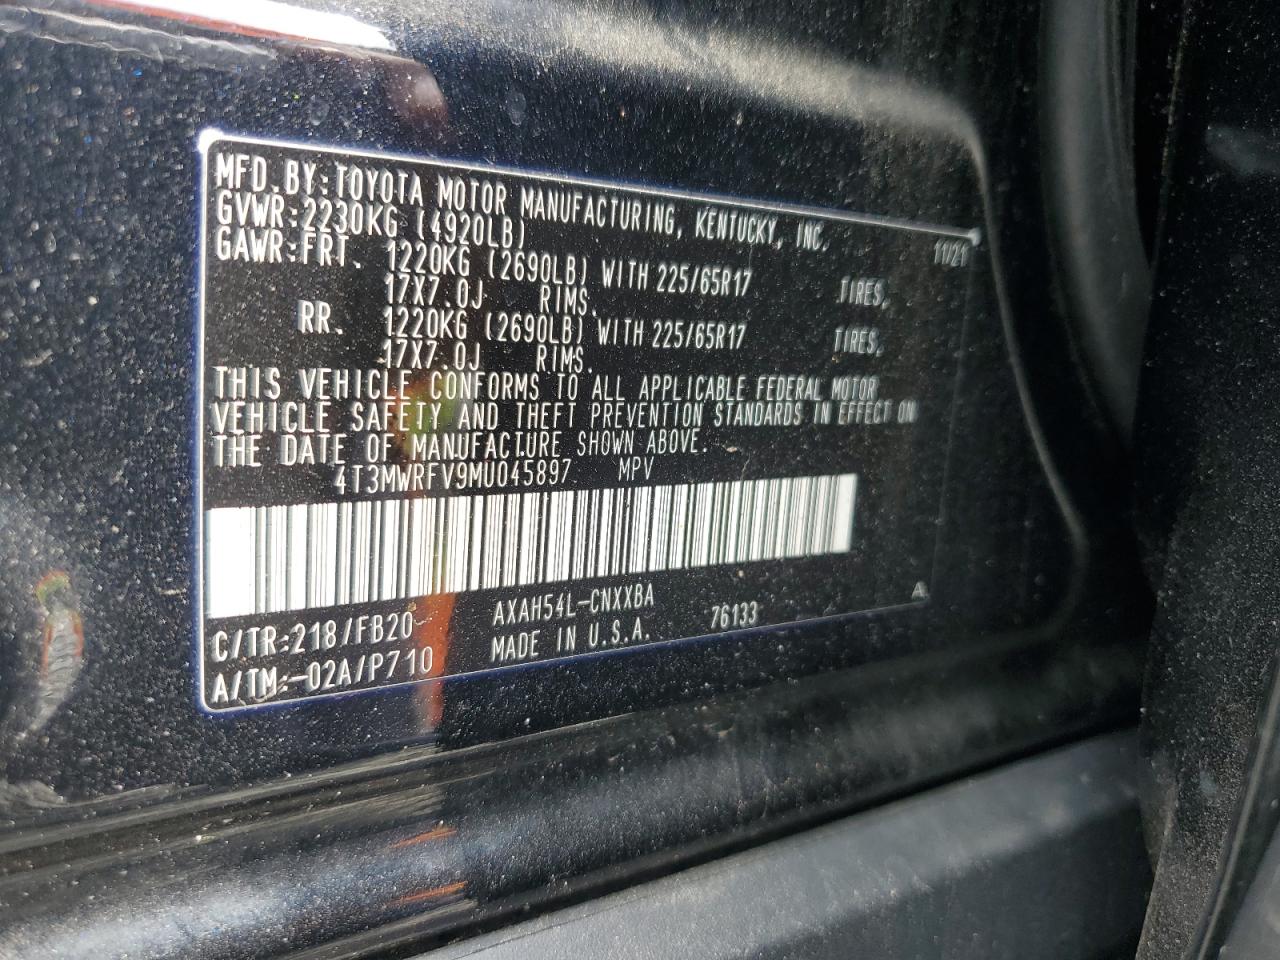 MFD.BY:TOYOTA MOTOR MANUFACTURING, KENTUCKY, INC.
GVWR:2230KG (4920LB) 11/21
GAWR:FRT. 1220KG (2690LB) WITH 225/65R17 TIRES,
17X7.0J RIMS.
RR. 1220KG (2690LB) WITH 225/65R17 TIRES,
17X7.0J RIMS.
THIS VEHICLE CONFORMS TO ALL APPLICABLE FEDERAL MOTOR
VEHICLE SAFETY AND THEFT PREVENTION STANDARDS IN EFFECT ON
THE DATE OF MANUFACTURE SHOWN ABOVE.
4T3MWRFV9MU045897 MPV
C/TR:218/FB20 AXAH54L-CNXXBA A
A/TM:-02A/P710 MADE IN U.S.A. 76133